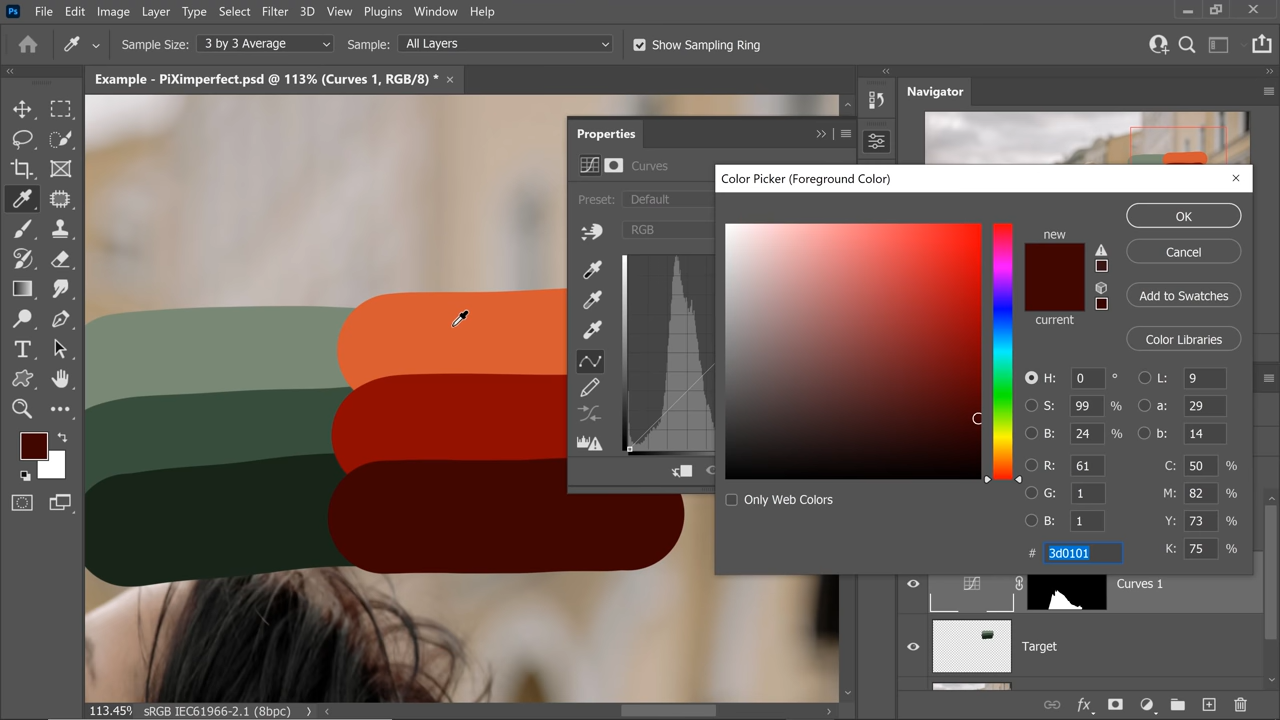 Ps File Edit Image Layer Type Select Filter 3D View Plugins Window Help
Sample Size: 3 by 3 Average Sample: All Layers Show Sampling Ring
Example - PiXimperfect.psd @ 113% (Curves 1, RGB/8) *
Navigator
Properties
Curves
Preset: Default
RGB
Color Picker (Foreground Color)
new
current
OK
Cancel
Add to Swatches
Color Libraries
H: 0 ° L: 9
S: 99 % a: 29
B: 24 % b: 14
R: 61 C: 50 %
G: 1 M: 82 %
B: 1 Y: 73 %
# 3d0101 K: 75 %
Only Web Colors
Curves 1
Target
fx
113.45% sRGB IEC61966-2.1 (8bpc)